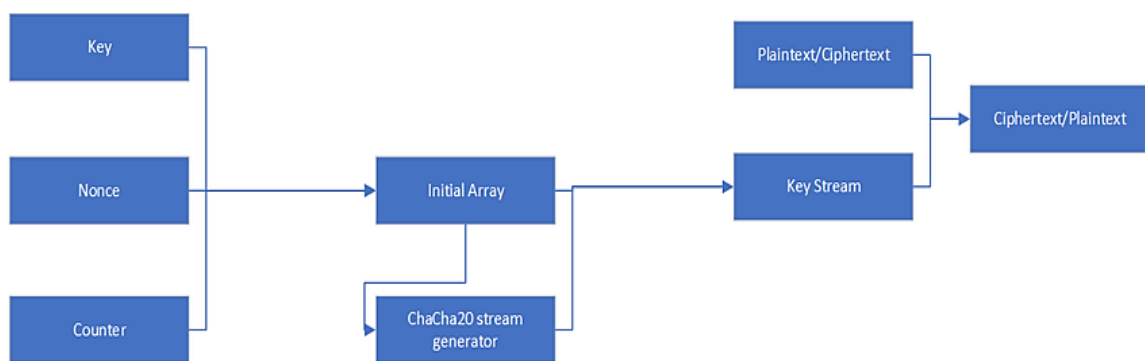 Key
Nonce
Counter
Initial Array
ChaCha20 stream
generator
Plaintext/Ciphertext
Key Stream
Ciphertext/Plaintext